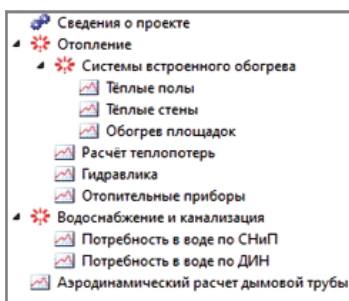 Сведения о проекте
Отопление
Системы встроенного обогрева
Тёплые полы
Тёплые стены
Обогрев площадок
Расчёт теплопотерь
Гидравлика
Отопительные приборы
Водоснабжение и канализация
Потребность в воде по СНиП
Потребность в воде по ДИН
Аэродинамический расчет дымовой трубы